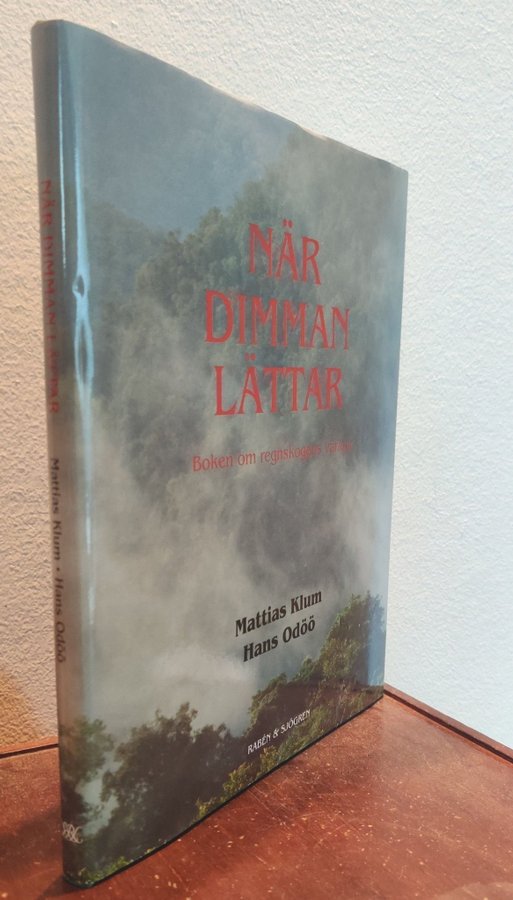 NÄR
DIMMAN
LÄTTAR
Boken om regnskogens
Mattias Klum
Hans Odöö
RABÉN & SJÖGREN
NÄR DIMMAN LÄTTAR
Mattias Klum • Hans Odöö